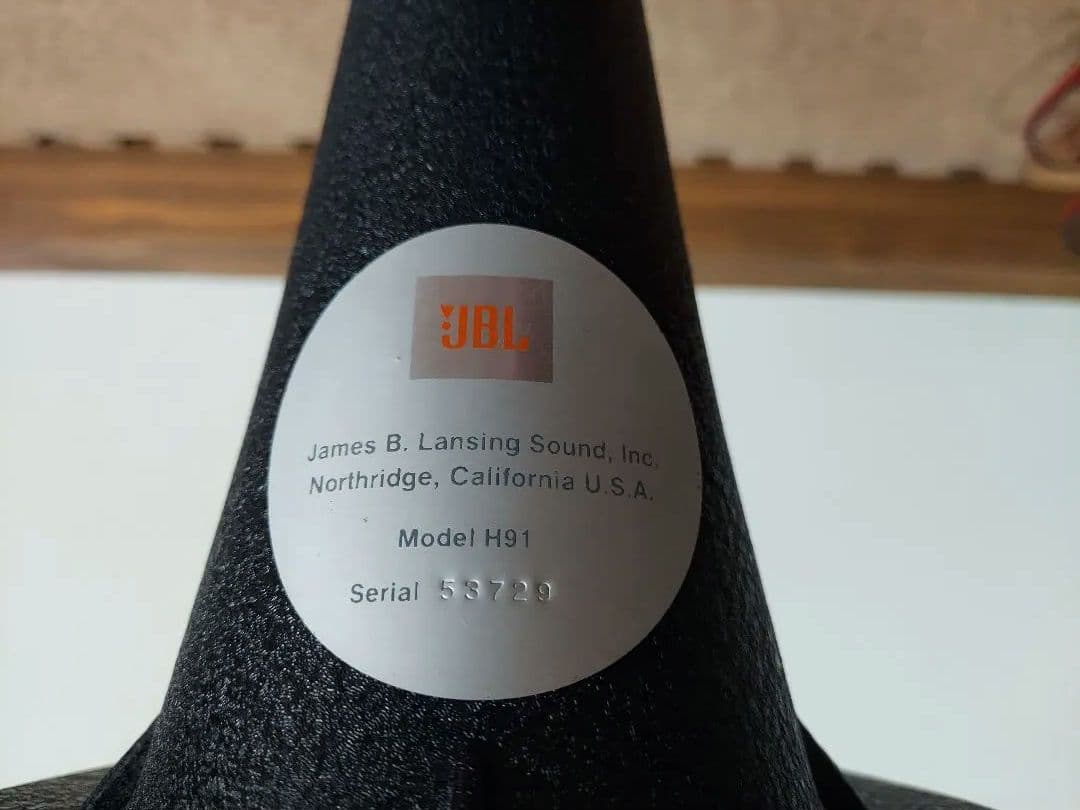 JBL
James B. Lansing Sound, Inc.
Northridge, California U.S.A.
Model H91
Serial 53729